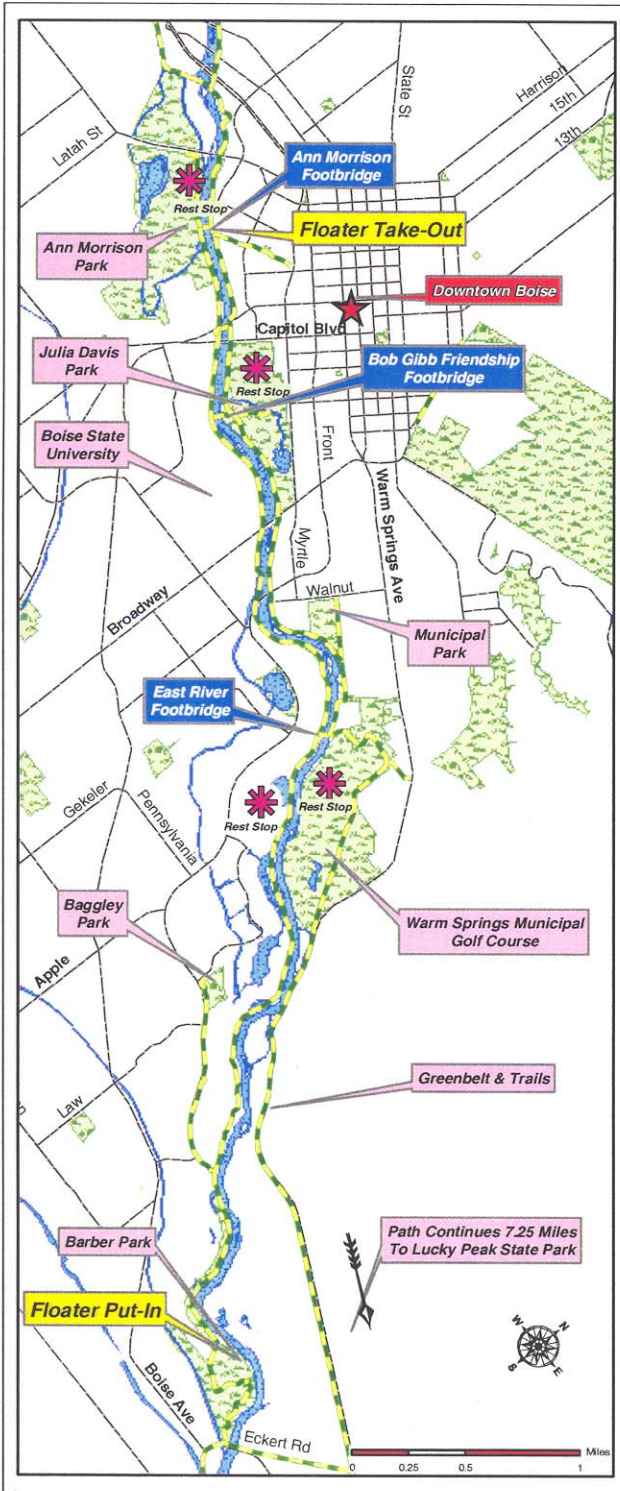 State St
Harrison
15th
13th
Latah St
Ann Morrison
Footbridge
Rest Stop
Floater Take-Out
Ann Morrison
Park
Downtown Boise
Capitol Blvd
Julia Davis
Park
Bob Gibb Friendship
Footbridge
Rest Stop
Boise State
University
Front
Warm Springs Ave
Myrtle
Walnut
Broadway
Municipal
Park
East River
Footbridge
Gekeler
Pennsylvania
Rest Stop
Rest Stop
Baggley
Park
Warm Springs Municipal
Golf Course
Apple
Greenbelt & Trails
Law
Barber Park
Path Continues 7.25 Miles
To Lucky Peak State Park
Floater Put-In
W
N
S
E
Boise Ave
Eckert Rd
Miles
0
0.25
0.5
1